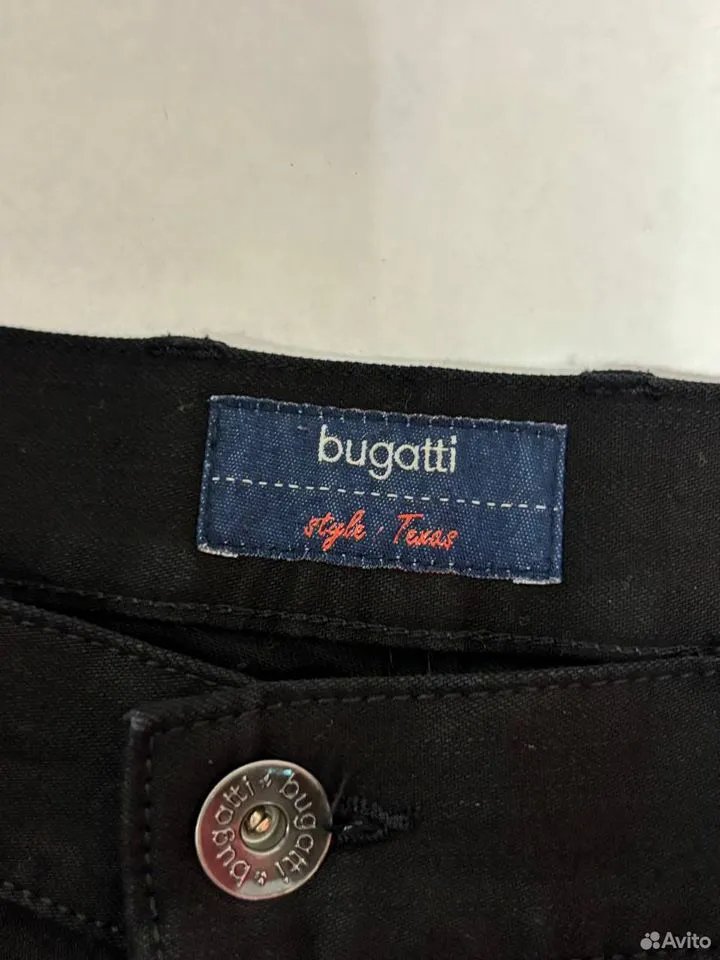 bugatti
style · Texas
bugatti bugatti
Avito